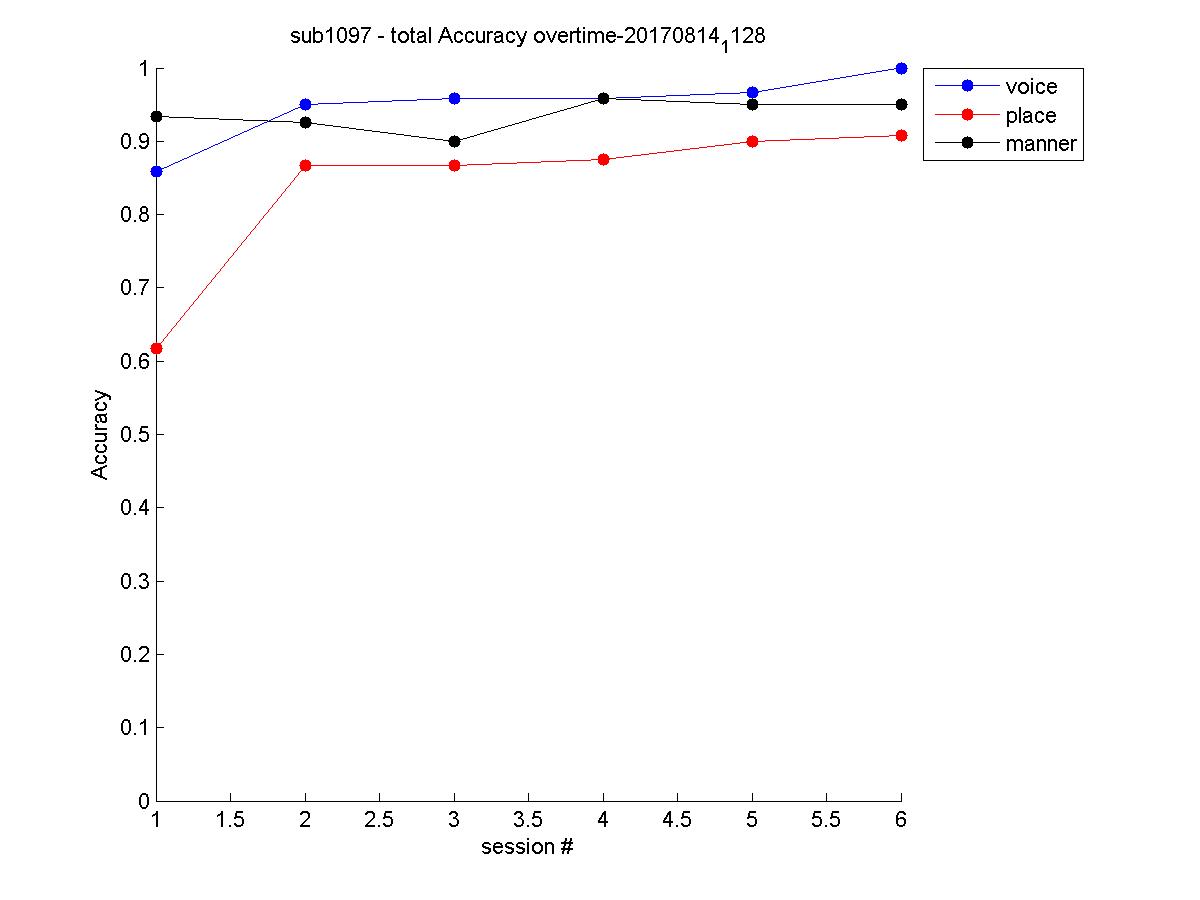 sub1097 - total Accuracy overtime-20170814₁128
voice
place
manner
1
0.9
0.8
0.7
0.6
0.5
0.4
0.3
0.2
0.1
0
Accuracy
1 1.5 2 2.5 3 3.5 4 4.5 5 5.5 6
session #